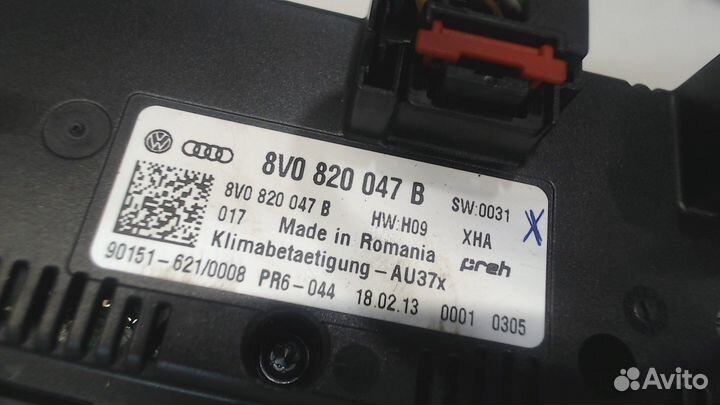 8V0 820 047 B
8V0 820 047 B HW:H09 SW:0031
017 Made in Romania XHA X
Klimabetaetigung-AU37x preh
90151-621/0008 PR6-044 18.02.13 0001 0305
Avito